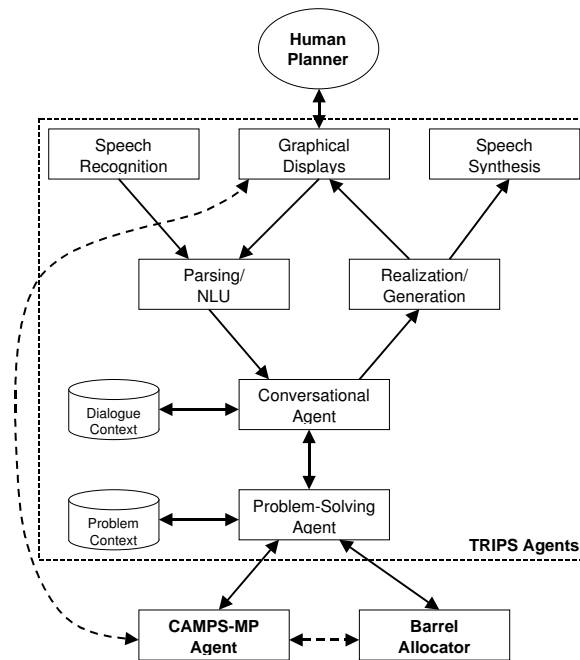 Human
Planner
Speech
Recognition
Graphical
Displays
Speech
Synthesis
Parsing/
NLU
Realization/
Generation
Dialogue
Context
Conversational
Agent
Problem
Context
Problem-Solving
Agent
TRIPS Agents
CAMPS-MP
Agent
Barrel
Allocator